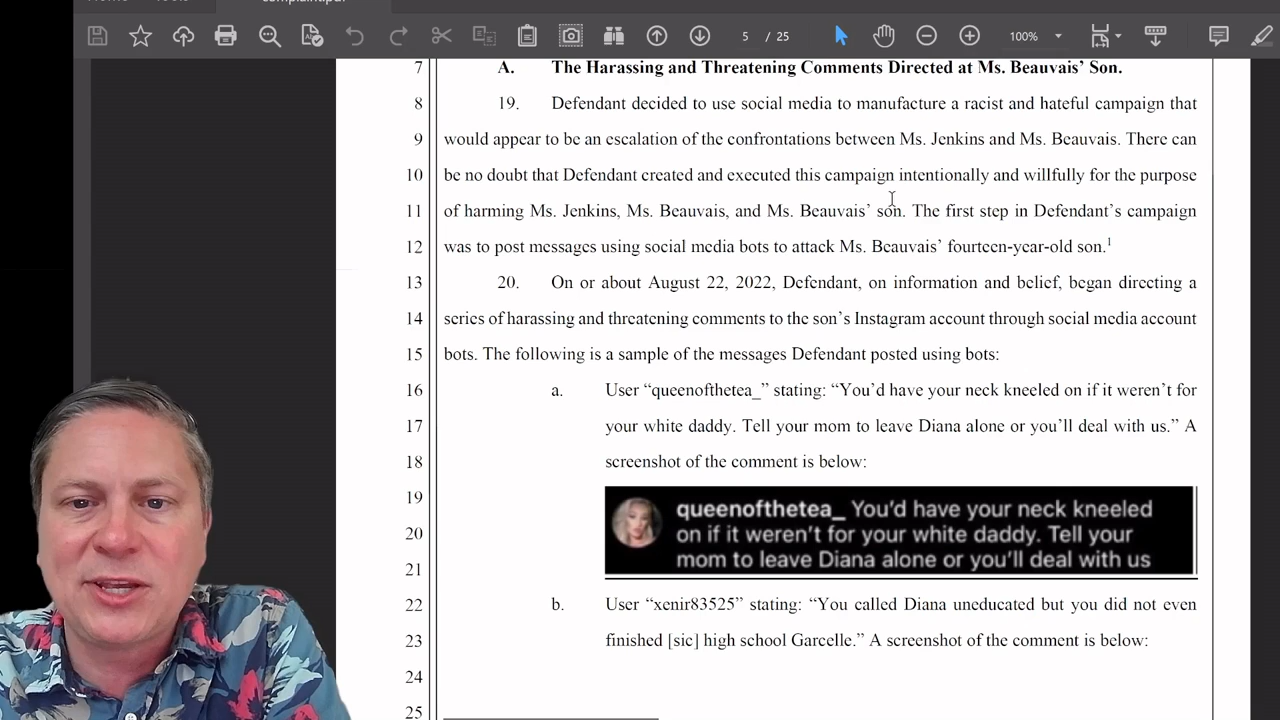 complaint.pdf
5 / 25
100%
7 A. The Harassing and Threatening Comments Directed at Ms. Beauvais’ Son.
8 19. Defendant decided to use social media to manufacture a racist and hateful campaign that
9 would appear to be an escalation of the confrontations between Ms. Jenkins and Ms. Beauvais. There can
10 be no doubt that Defendant created and executed this campaign intentionally and willfully for the purpose
11 of harming Ms. Jenkins, Ms. Beauvais, and Ms. Beauvais’ son. The first step in Defendant’s campaign
12 was to post messages using social media bots to attack Ms. Beauvais’ fourteen-year-old son.1
13 20. On or about August 22, 2022, Defendant, on information and belief, began directing a
14 series of harassing and threatening comments to the son’s Instagram account through social media account
15 bots. The following is a sample of the messages Defendant posted using bots:
16 a. User “queenofthetea_” stating: “You’d have your neck kneeled on if it weren’t for
17 your white daddy. Tell your mom to leave Diana alone or you’ll deal with us.” A
18 screenshot of the comment is below:
19
queenofthetea_ You’d have your neck kneeled
20
on if it weren’t for your white daddy. Tell your
21
mom to leave Diana alone or you’ll deal with us
22 b. User “xenir83525” stating: “You called Diana uneducated but you did not even
23 finished [sic] high school Garcelle.” A screenshot of the comment is below:
24
25